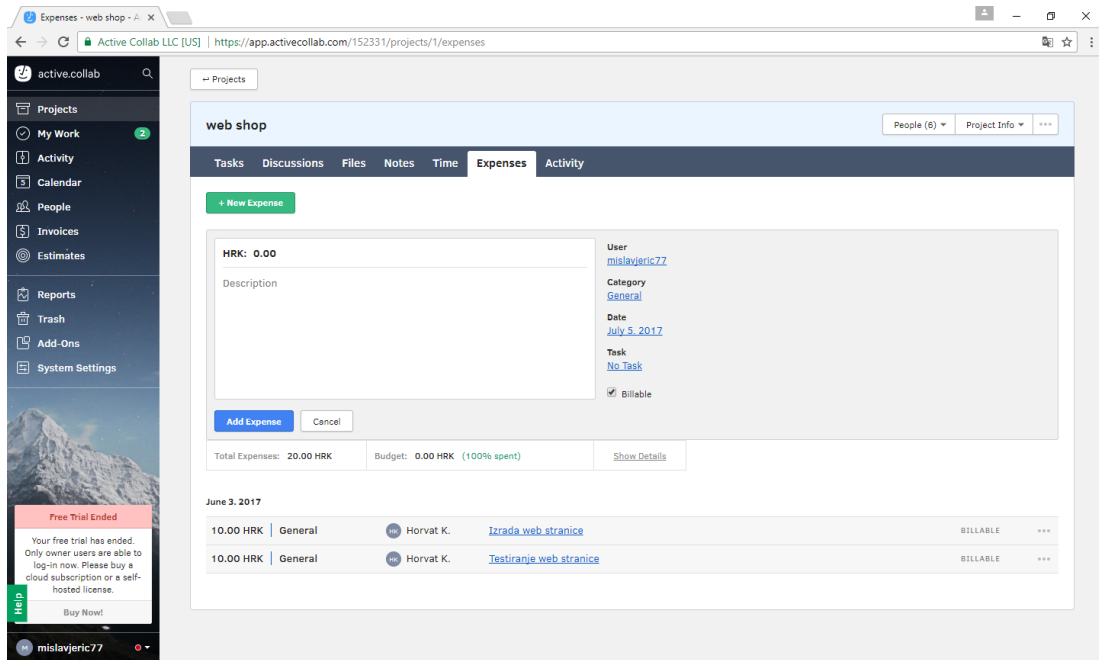 Expenses - web shop - A
Active Collab LLC [US] | https://app.activecollab.com/152331/projects/1/expenses
active.collab
Projects
My Work 2
Activity
5 Calendar
People
Invoices
Estimates
Reports
Trash
Add-Ons
System Settings
Free Trial Ended
Your free trial has ended.
Only owner users are able to
log-in now. Please buy a
cloud subscription or a self-
hosted license.
Buy Now!
Help
M mislavjeric77
↩ Projects
web shop
People (6) Project Info
Tasks Discussions Files Notes Time Expenses Activity
+ New Expense
HRK: 0.00
Description
User
mislavjeric77
Category
General
Date
July 5. 2017
Task
No Task
Billable
Add Expense Cancel
Total Expenses: 20.00 HRK Budget: 0.00 HRK (100% spent) Show Details
June 3. 2017
10.00 HRK General HK Horvat K. Izrada web stranice BILLABLE
10.00 HRK General HK Horvat K. Testiranje web stranice BILLABLE